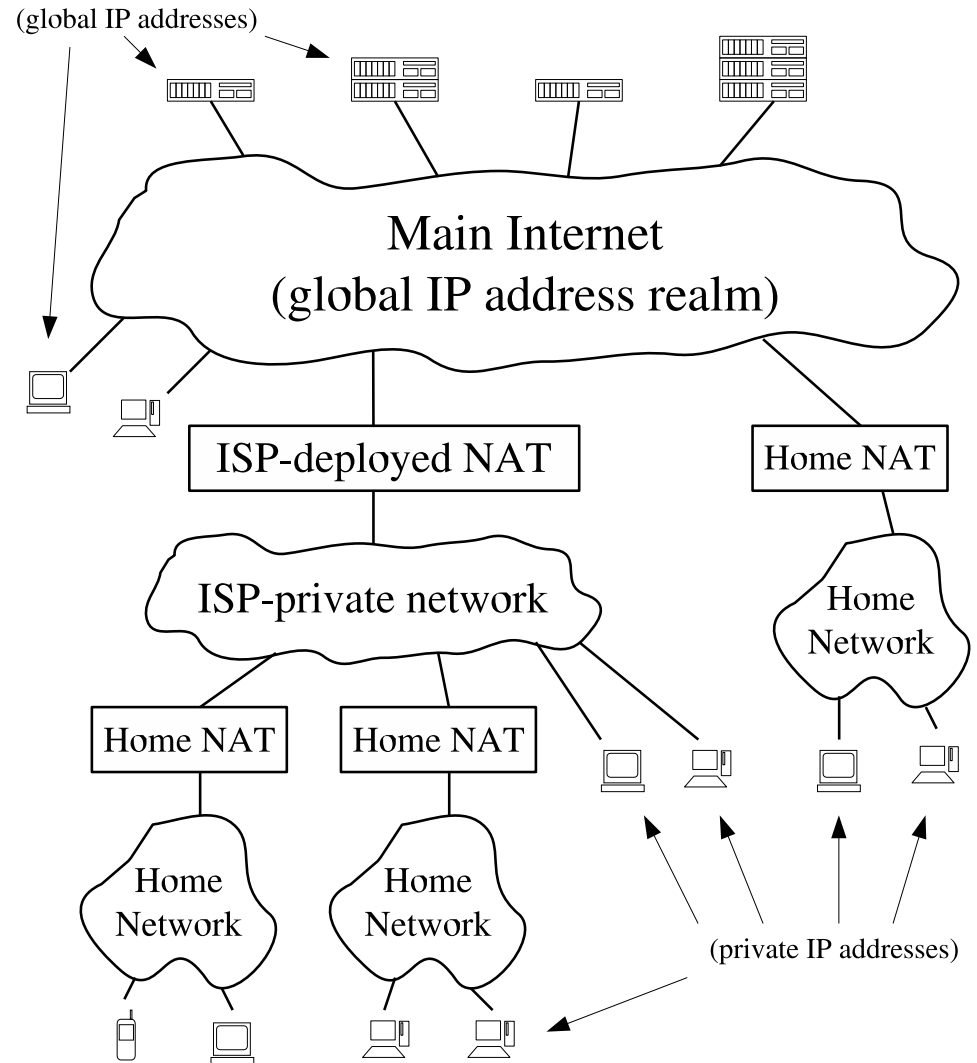 (global IP addresses)
Main Internet
(global IP address realm)
ISP-deployed NAT
Home NAT
ISP-private network
Home
Network
Home NAT
Home NAT
Home
Network
Home
Network
(private IP addresses)